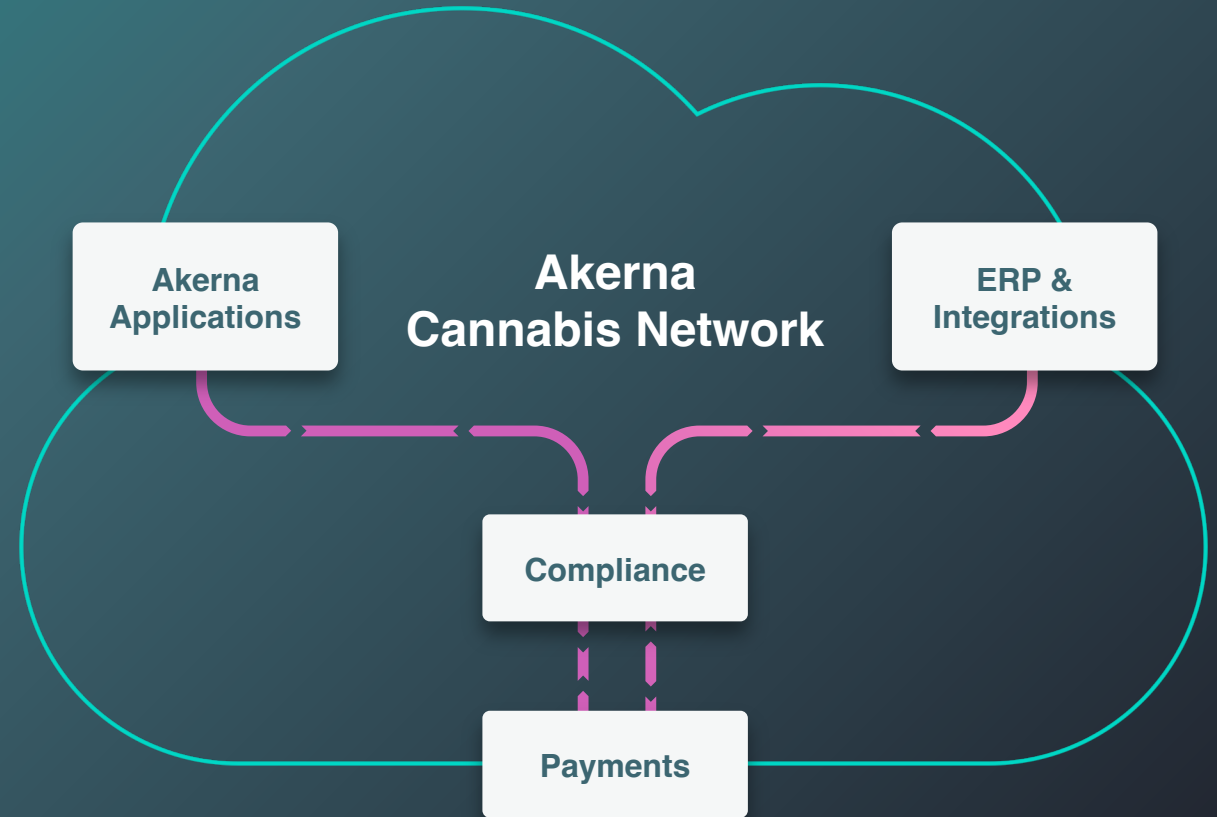 Akerna
Applications
Akerna
Cannabis Network
ERP &
Integrations
Compliance
Payments